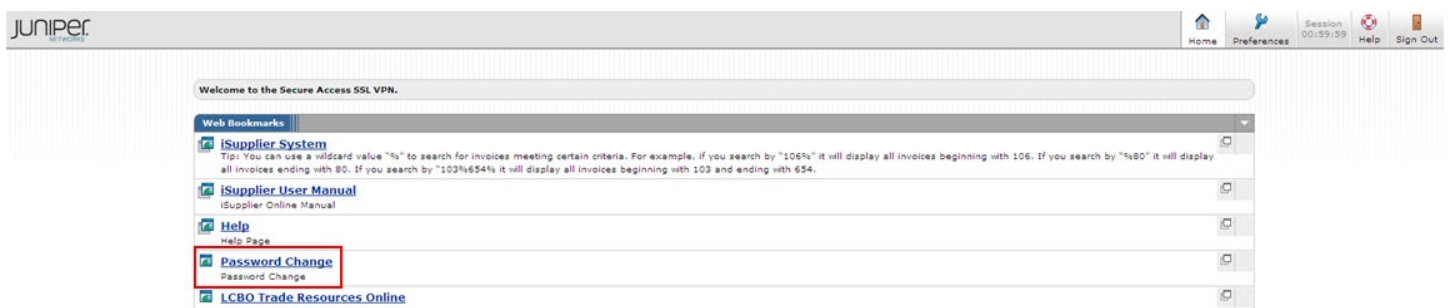 JUNIPER
NETWORKS
Home
Preferences
Session
00:59:59
Help
Sign Out
Welcome to the Secure Access SSL VPN.
Web Bookmarks
iSupplier System
Tip: You can use a wildcard value "%" to search for invoices meeting certain criteria. For example, if you search by "106%" it will display all invoices beginning with 106. If you search by "%80" it will display
all invoices ending with 80. If you search by "103%654% it will display all invoices beginning with 103 and ending with 654.
iSupplier User Manual
iSupplier Online Manual
Help
Help Page
Password Change
Password Change
LCBO Trade Resources Online